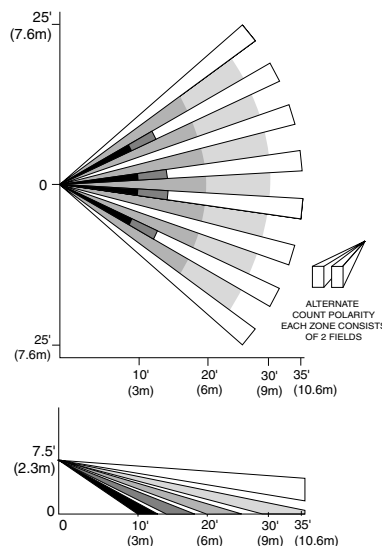 25'
(7.6m)
0
25'
(7.6m)
10'
(3m)
20'
(6m)
30'
(9m)
35'
(10.6m)
ALTERNATE
COUNT POLARITY
EACH ZONE CONSISTS
OF 2 FIELDS
7.5'
(2.3m)
0
0
10'
(3m)
20'
(6m)
30'
(9m)
35'
(10.6m)